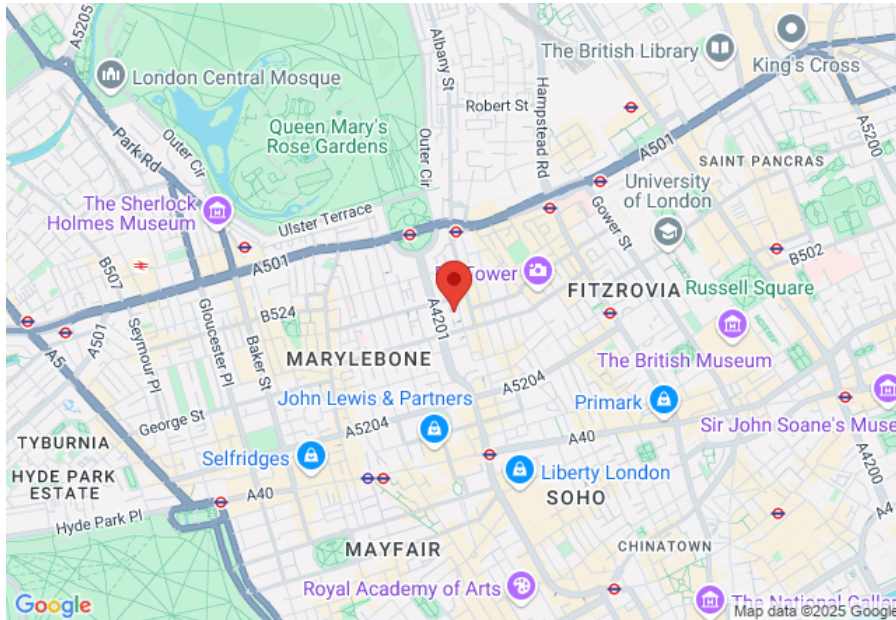 A5205
London Central Mosque
Albany St
The British Library
King's Cross
Robert St
Hampstead Rd
Outer Cir
Park Rd
Queen Mary's
Rose Gardens
Outer Cir
A501
A5200
SAINT PANCRAS
The Sherlock
Holmes Museum
Ulster Terrace
Gower St
University
of London
B507
A501
B502
Tower
FITZROVIA
Russell Square
A501
A5
Seymour Pl
Gloucester Pl
B524
Baker St
A4201
MARYLEBONE
The British Museum
A5204
John Lewis & Partners
Primark
George St
A5204
A40
Sir John Soane's Muse
TYBURNIA
Selfridges
Liberty London
HYDE PARK
ESTATE
A40
SOHO
A4200
Hyde Park Pl
A4
MAYFAIR
CHINATOWN
Royal Academy of Arts
The National Galler
Google
Map data ©2025 Google